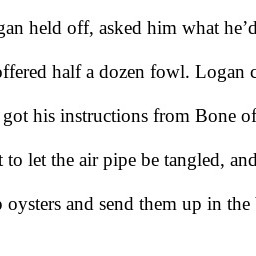 gan held off, asked him what he’d
offered half a dozen fowl. Logan
got his instructions from Bone of
to let the air pipe be tangled, and
oysters and send them up in the